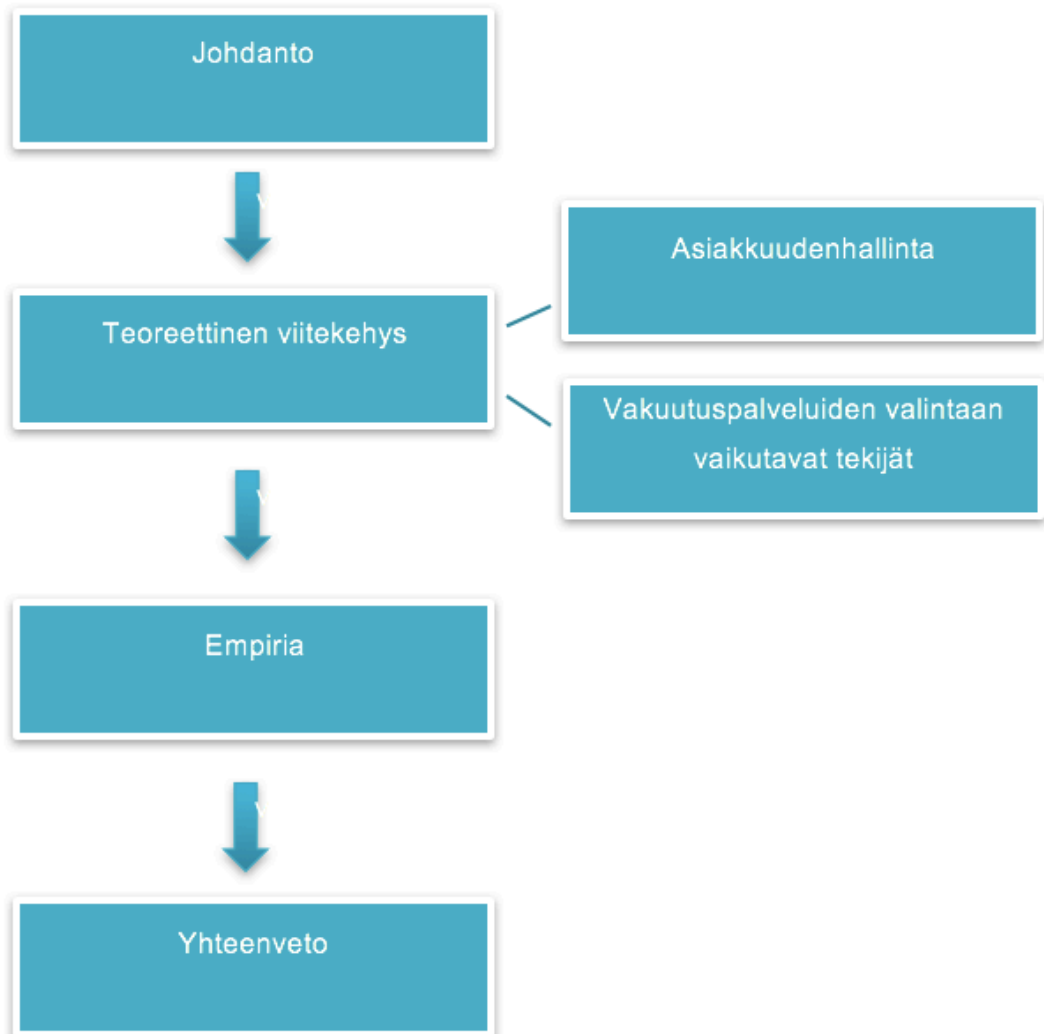 Johdanto
Teoreettinen viitekehys
Asiakkuudenhallinta
Vakuutuspalveluiden valintaan
vaikutavat tekijät
Empiria
Yhteenveto